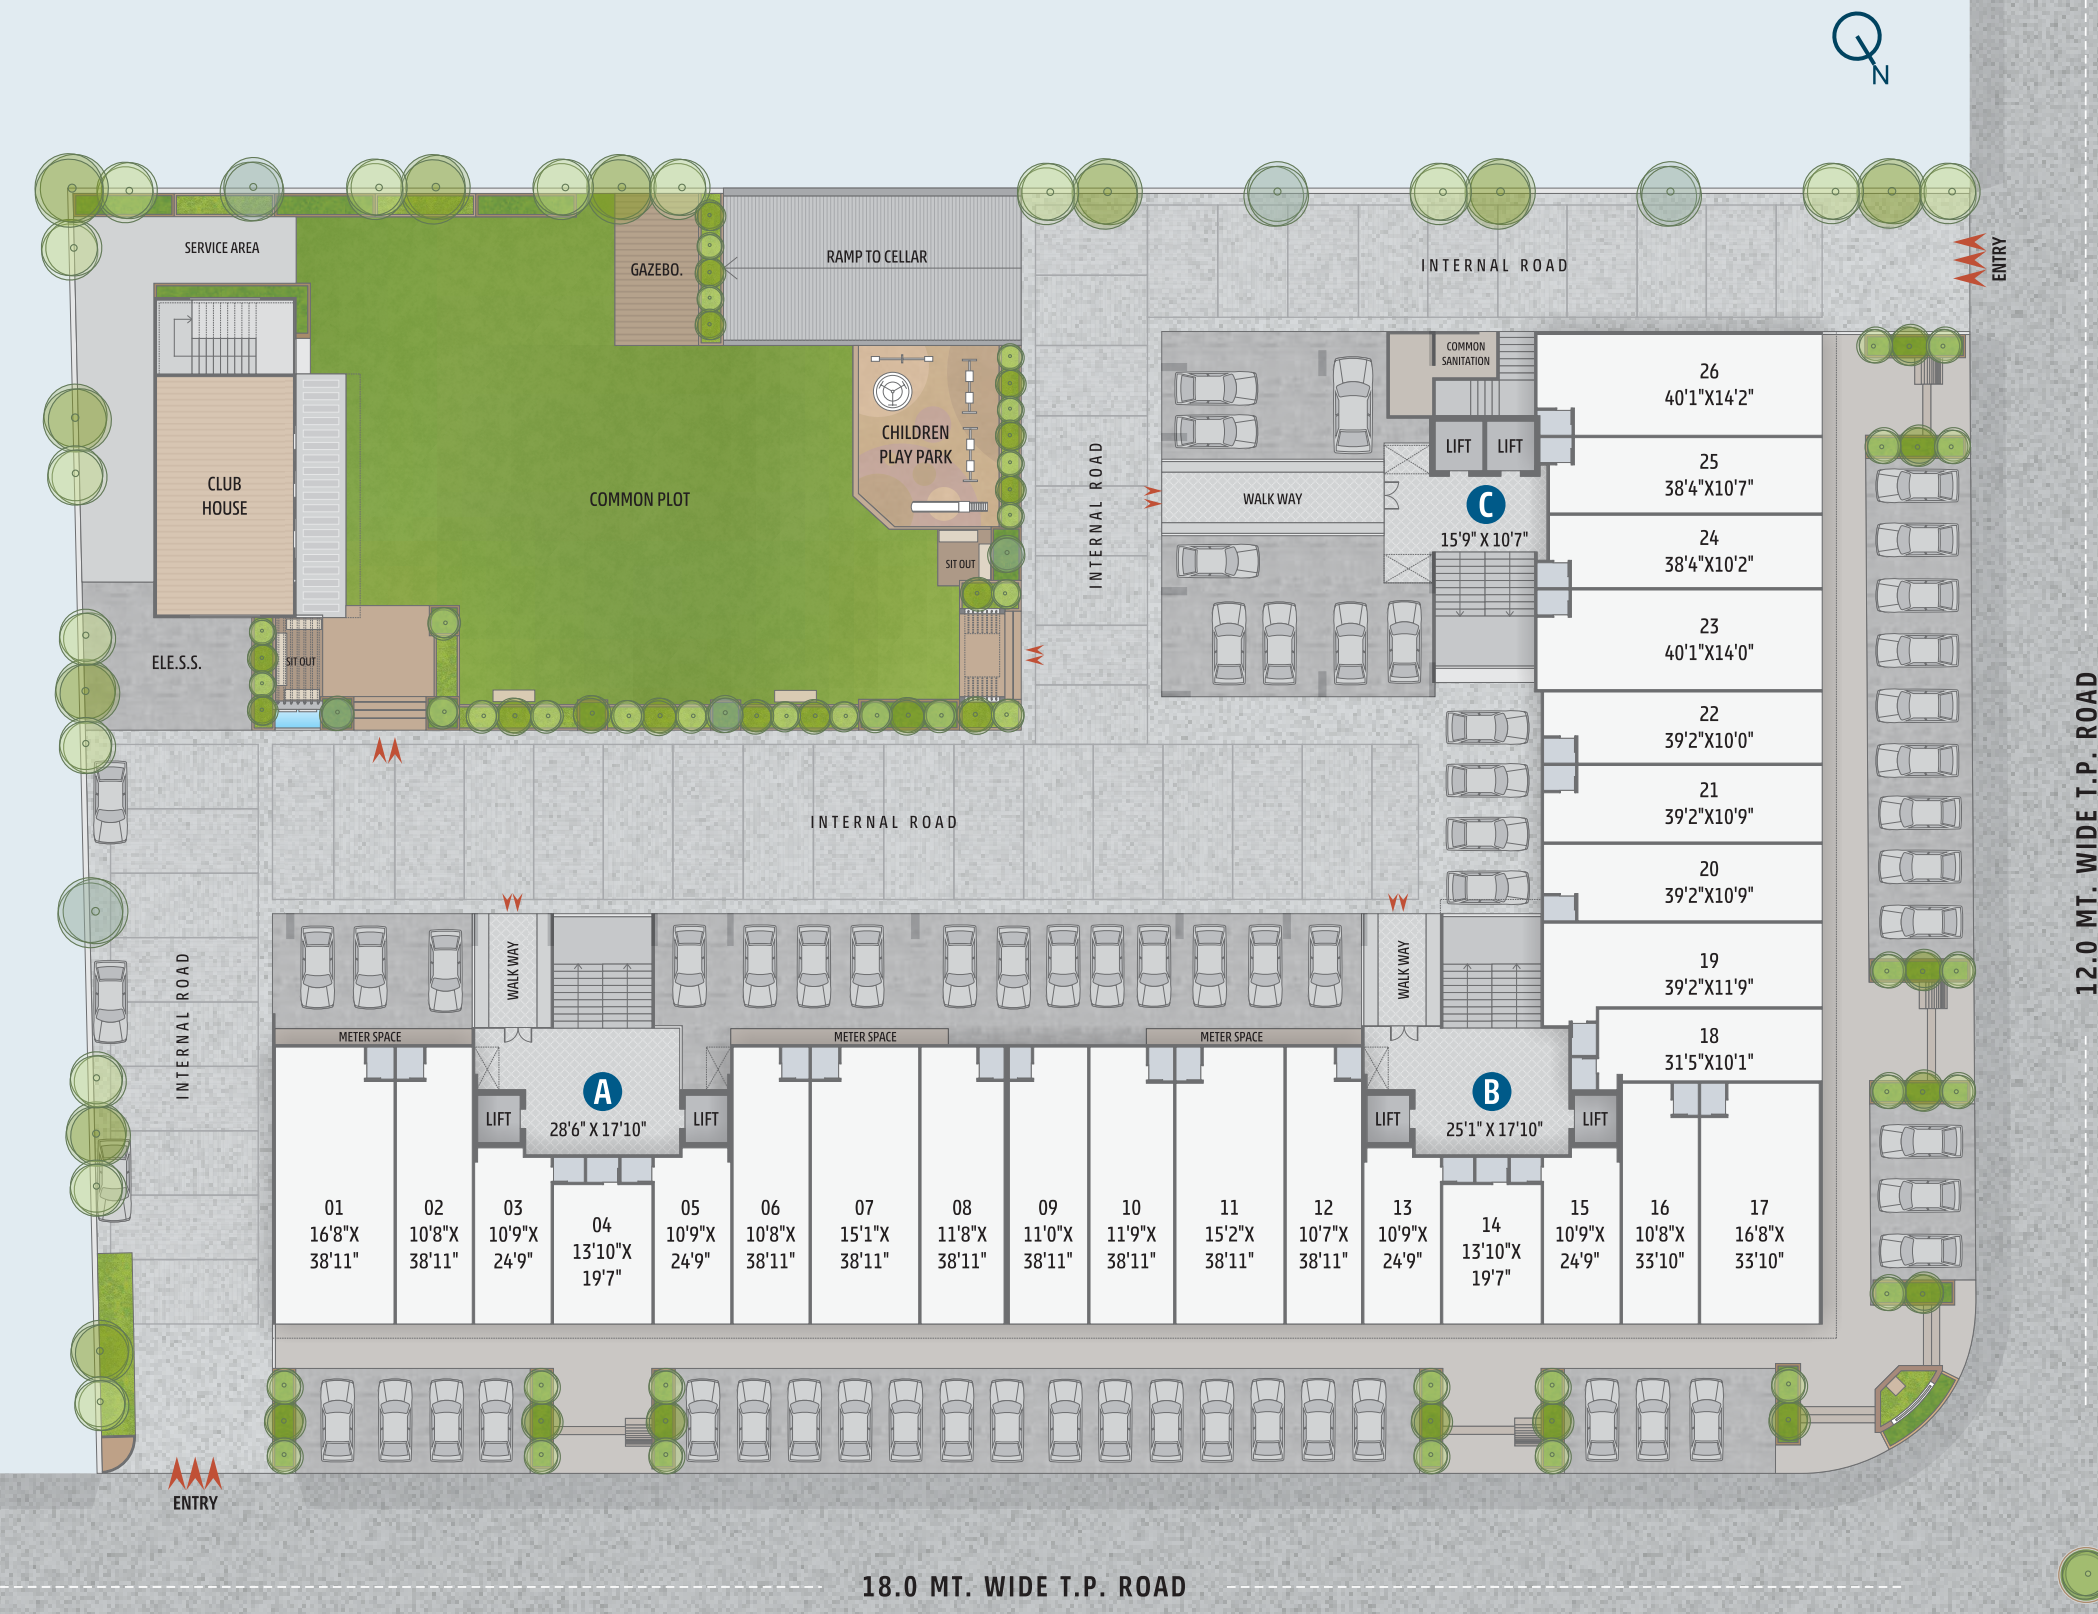 N
SERVICE AREA
GAZEBO.
RAMP TO CELLAR
INTERNAL ROAD
ENTRY
COMMON
SANITATION
LIFT
LIFT
26
40'1"X14'2"
CHILDREN
PLAY PARK
INTERNAL ROAD
CLUB
HOUSE
COMMON PLOT
WALK WAY
C
15'9" X 10'7"
25
38'4"X10'7"
24
38'4"X10'2"
SIT OUT
23
40'1"X14'0"
ELE.S.S.
SIT OUT
22
39'2"X10'0"
21
39'2"X10'9"
INTERNAL ROAD
20
39'2"X10'9"
12.0 MT. WIDE T.P. ROAD
19
39'2"X11'9"
INTERNAL ROAD
WALK WAY
WALK WAY
METER SPACE
METER SPACE
METER SPACE
18
31'5"X10'1"
LIFT
A
28'6" X 17'10"
LIFT
LIFT
B
25'1" X 17'10"
LIFT
01
16'8"X
38'11"
02
10'8"X
38'11"
03
10'9"X
24'9"
04
13'10"X
19'7"
05
10'9"X
24'9"
06
10'8"X
38'11"
07
15'1"X
38'11"
08
11'8"X
38'11"
09
11'0"X
38'11"
10
11'9"X
38'11"
11
15'2"X
38'11"
12
10'7"X
38'11"
13
10'9"X
24'9"
14
13'10"X
19'7"
15
10'9"X
24'9"
16
10'8"X
33'10"
17
16'8"X
33'10"
ENTRY
18.0 MT. WIDE T.P. ROAD